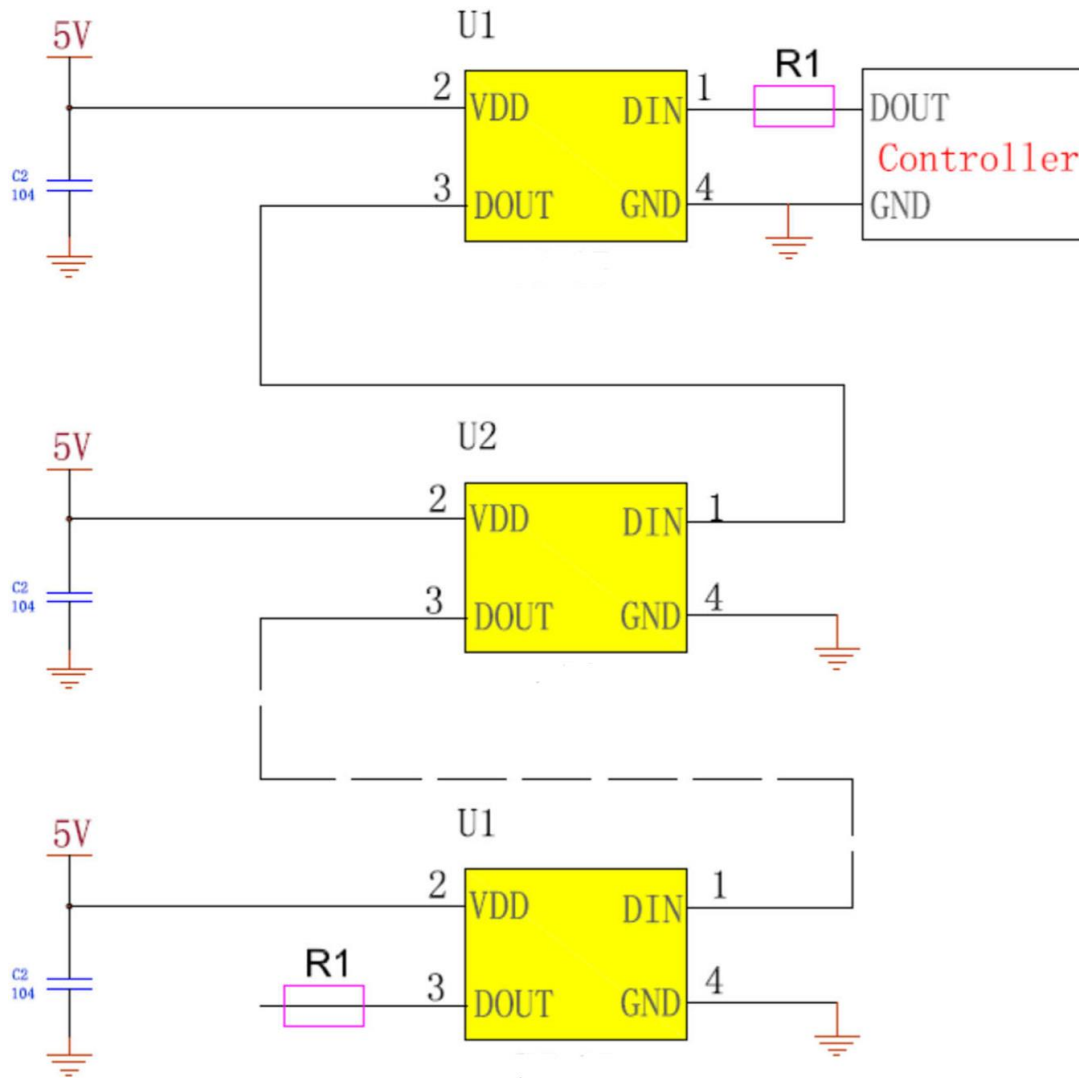 U1
5V
R1
2
VDD
DIN
1
DOUT
Controller
C2
104
3
DOUT
GND
4
GND
U2
5V
2
VDD
DIN
1
C2
104
3
DOUT
GND
4
U1
5V
2
VDD
DIN
1
R1
C2
104
3
DOUT
GND
4